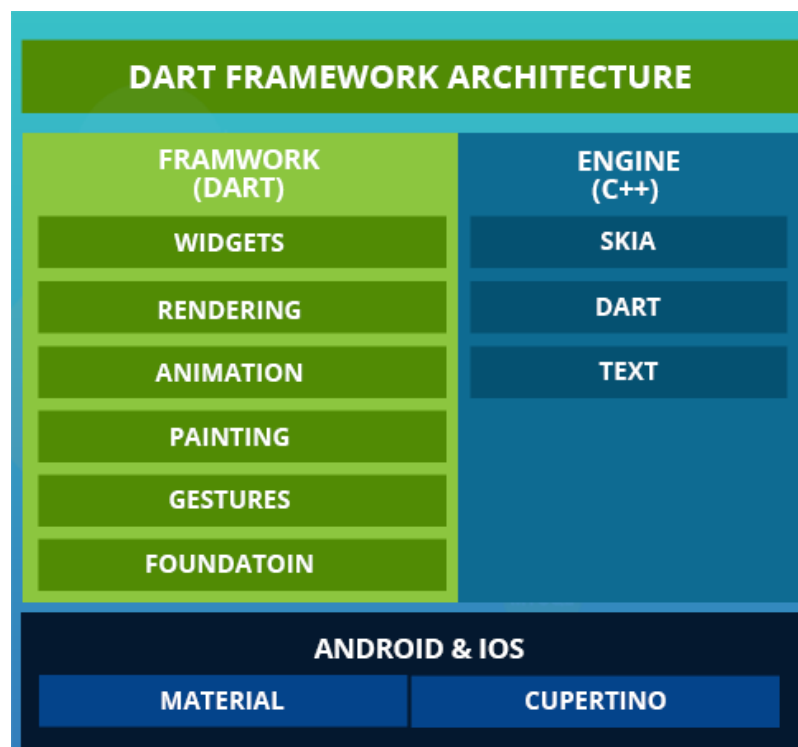 DART FRAMEWORK ARCHITECTURE
FRAMWORK
(DART)
WIDGETS
RENDERING
ANIMATION
PAINTING
GESTURES
FOUNDATOIN
ENGINE
(C++)
SKIA
DART
TEXT
ANDROID & IOS
MATERIAL
CUPERTINO